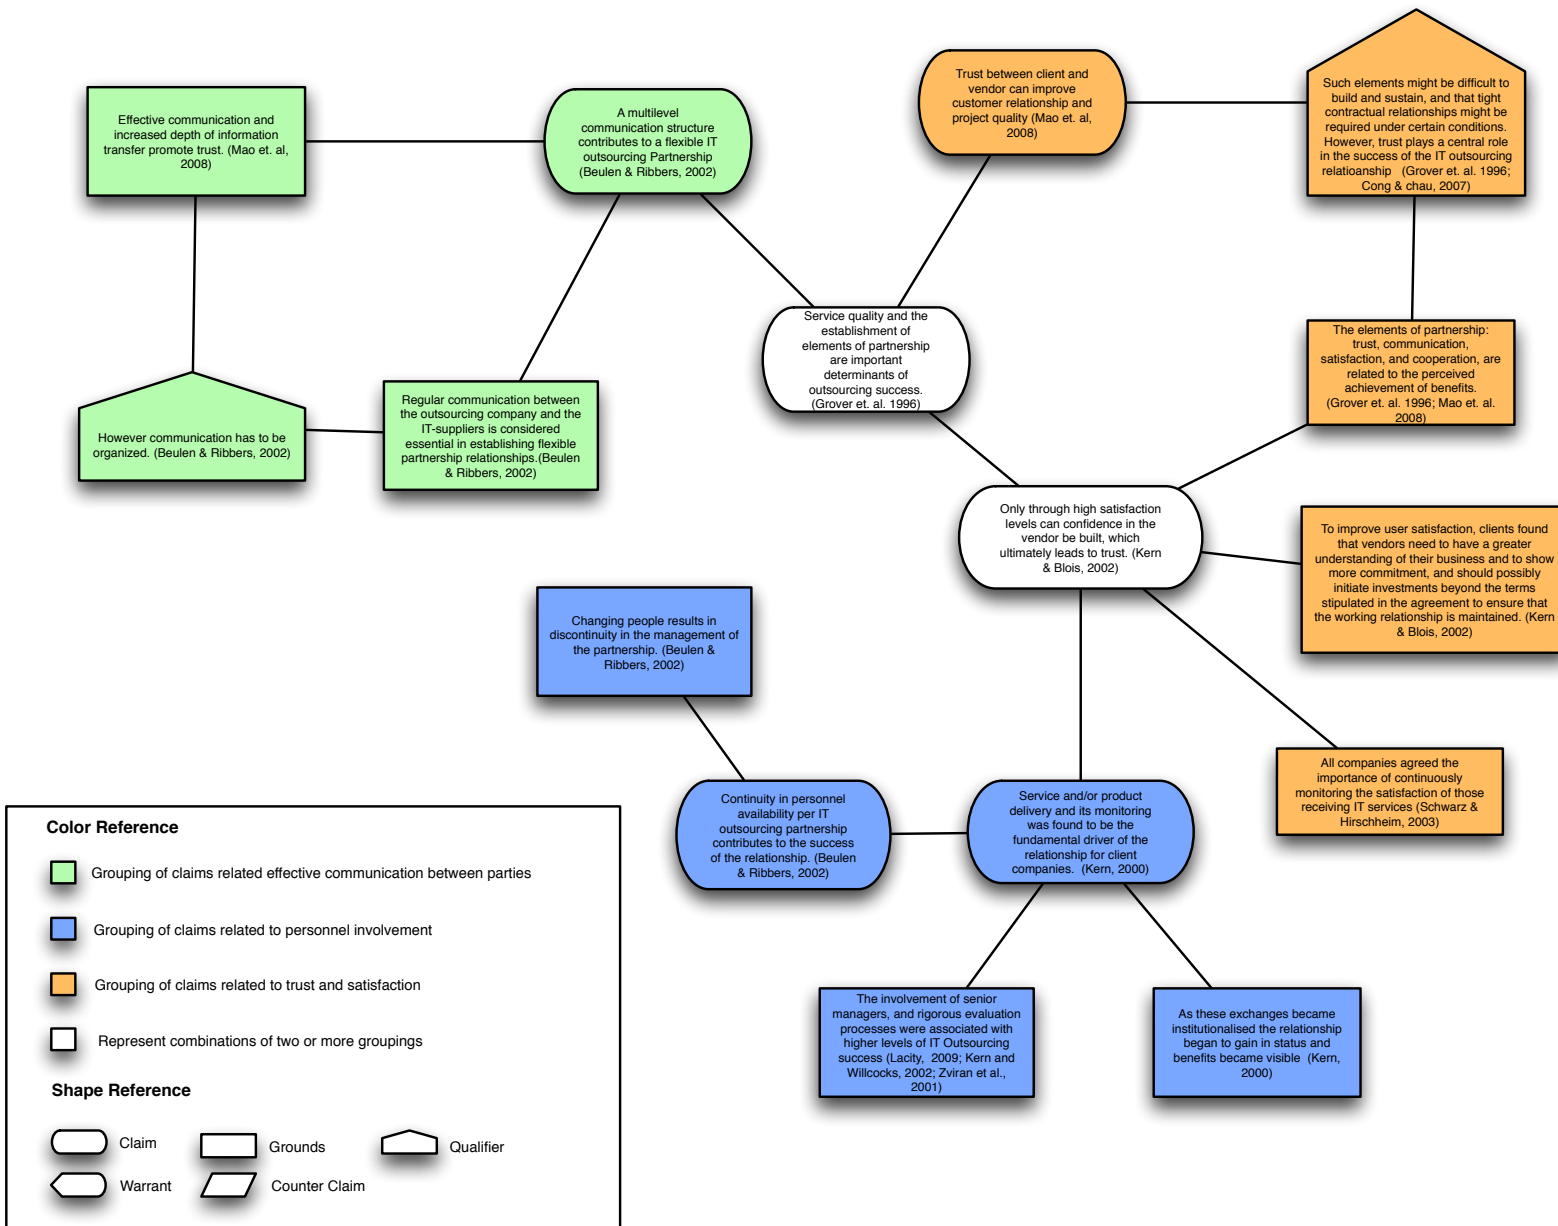 Effective communication and
increased depth of information
transfer promote trust. (Mao et. al,
2008)
A multilevel
communication structure
contributes to a flexible IT
outsourcing Partnership
(Beulen & Ribbers, 2002)
Trust between client and
vendor can improve
customer relationship and
project quality (Mao et. al,
2008)
Such elements might be difficult to
build and sustain, and that tight
contractual relationships might be
required under certain conditions.
However, trust plays a central role
in the success of the IT outsourcing
relatioanship (Grover et. al. 1996;
Cong & chau, 2007)
Service quality and the
establishment of
elements of partnership
are important
determinants of
outsourcing success.
(Grover et. al. 1996)
The elements of partnership:
trust, communication,
satisfaction, and cooperation, are
related to the perceived
achievement of benefits.
(Grover et. al. 1996; Mao et. al.
2008)
However communication has to be
organized. (Beulen & Ribbers, 2002)
Regular communication between
the outsourcing company and the
IT-suppliers is considered
essential in establishing flexible
partnership relationships.(Beulen
& Ribbers, 2002)
Only through high satisfaction
levels can confidence in the
vendor be built, which
ultimately leads to trust. (Kern
& Blois, 2002)
To improve user satisfaction, clients found
that vendors need to have a greater
understanding of their business and to show
more commitment, and should possibly
initiate investments beyond the terms
stipulated in the agreement to ensure that
the working relationship is maintained. (Kern
& Blois, 2002)
Changing people results in
discontinuity in the management of
the partnership. (Beulen &
Ribbers, 2002)
All companies agreed the
importance of continuously
monitoring the satisfaction of those
receiving IT services (Schwarz &
Hirschheim, 2003)
Continuity in personnel
availability per IT
outsourcing partnership
contributes to the success
of the relationship. (Beulen
& Ribbers, 2002)
Service and/or product
delivery and its monitoring
was found to be the
fundamental driver of the
relationship for client
companies. (Kern, 2000)
The involvement of senior
managers, and rigorous evaluation
processes were associated with
higher levels of IT Outsourcing
success (Lacity, 2009; Kern and
Willcocks, 2002; Zviran et al.,
2001)
As these exchanges became
institutionalised the relationship
began to gain in status and
benefits became visible (Kern,
2000)
Color Reference
Grouping of claims related effective communication between parties
Grouping of claims related to personnel involvement
Grouping of claims related to trust and satisfaction
Represent combinations of two or more groupings
Shape Reference
Claim
Grounds
Qualifier
Warrant
Counter Claim